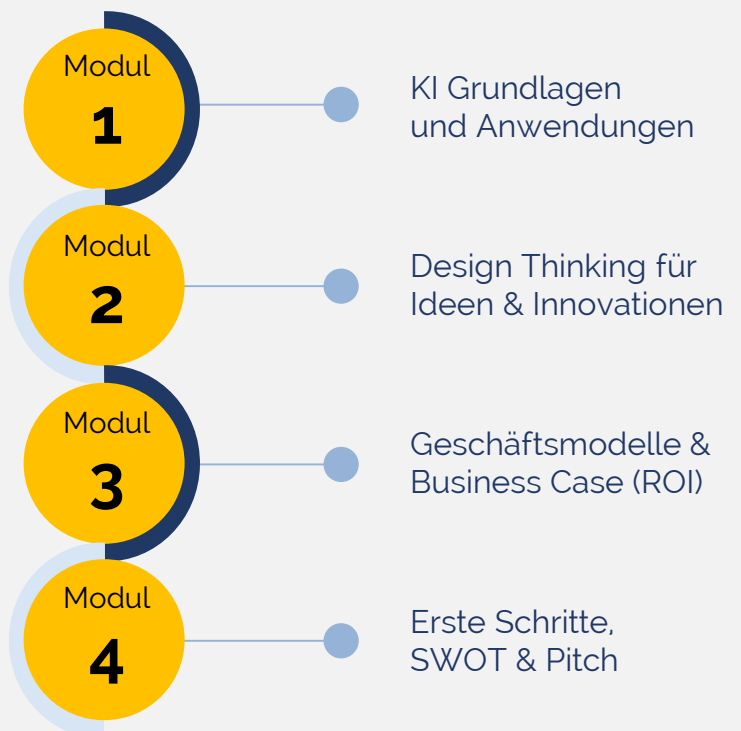 Modul
1
KI Grundlagen
und Anwendungen
Modul
2
Design Thinking für
Ideen & Innovationen
Modul
3
Geschäftsmodelle &
Business Case (ROI)
Modul
4
Erste Schritte,
SWOT & Pitch